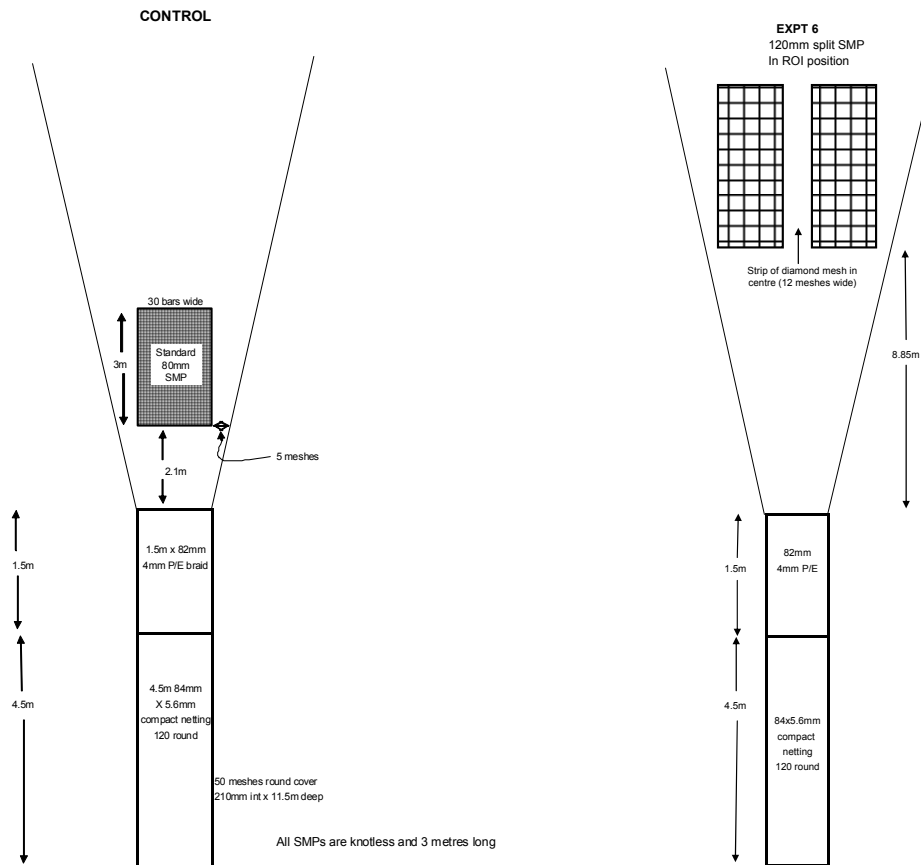 CONTROL
30 bars wide
3m
Standard
80mm
SMP
5 meshes
2.1m
1.5m
1.5m x 82mm
4mm P/E braid
4.5m
4.5m 84mm
X 5.6mm
compact netting
120 round
50 meshes round cover
210mm int x 11.5m deep
All SMPs are knotless and 3 metres long
EXPT 6
120mm split SMP
In ROI position
Strip of diamond mesh in
centre (12 meshes wide)
8.85m
1.5m
82mm
4mm P/E
4.5m
84x5.6mm
compact
netting
120 round